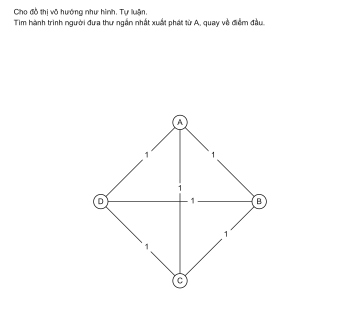 Cho đồ thị vô hướng như hình. Tự luận.
Tìm hành trình người đưa thư ngắn nhất xuất phát từ A, quay về điểm đầu.
A
1 1
1
D 1 B
1
1
C